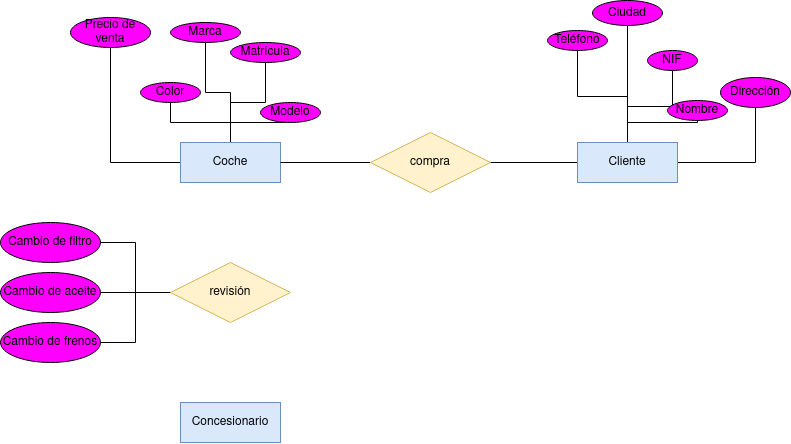 Ciudad
Precio de
venta
Marca
Teléfono
Matrícula
NIF
Color
Dirección
Modelo
Nombre
Coche
compra
Cliente
Cambio de filtro
Cambio de aceite
revisión
Cambio de frenos
Concesionario